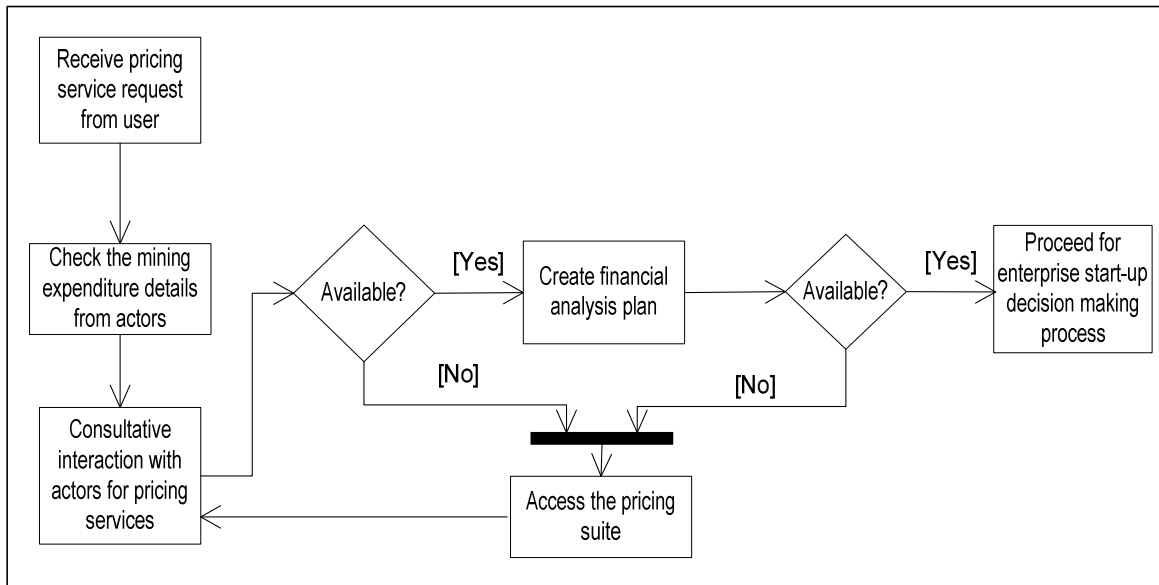 Receive pricing
service request
from user
Check the mining
expenditure details
from actors
Consultative
interaction with
actors for pricing
services
Available?
[Yes]
[No]
Create financial
analysis plan
Available?
[Yes]
[No]
Proceed for
enterprise start-up
decision making
process
Access the pricing
suite